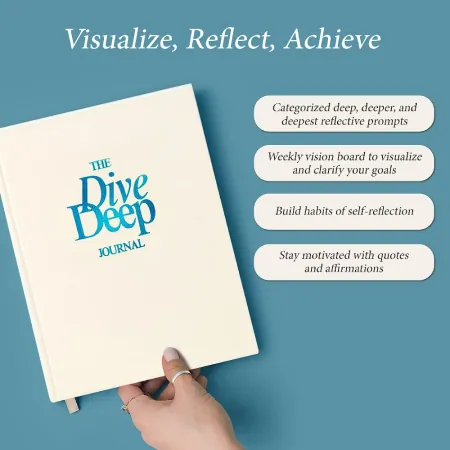 Visualize, Reflect, Achieve
THE
Dive
Deep
JOURNAL
Categorized deep, deeper, and
deepest reflective prompts
Weekly vision board to visualize
and clarify your goals
Build habits of self-reflection
Stay motivated with quotes
and affirmations